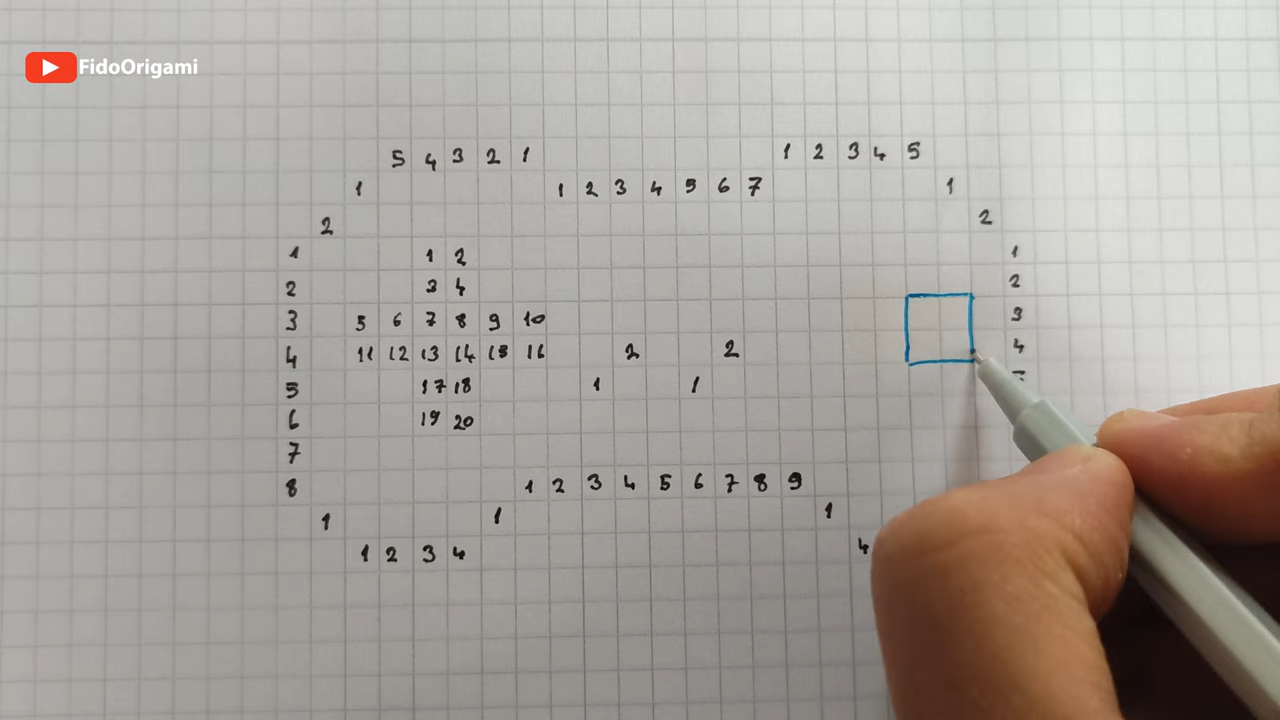 FidoOrigami
5 4 3 2 1 1 2 3 4 5
1 1 2 3 4 5 6 7 1
2 2
1 1 2 1
2 3 4 2
3 5 6 7 8 9 10 3
4 11 12 13 14 15 16 2 2 4
5 17 18 1 1
6 19 20
7
8 1 2 3 4 5 6 7 8 9
1 1 1
1 2 3 4 4